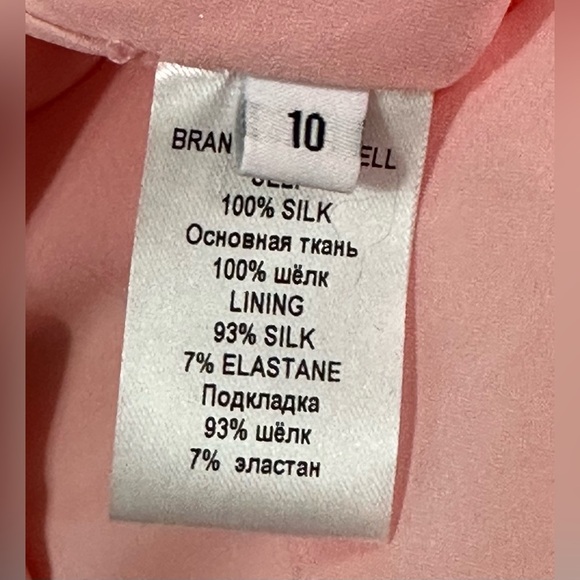 10
BRAN ELL
SELF
100% SILK
Основная ткань
100% шёлк
LINING
93% SILK
7% ELASTANE
Подкладка
93% шёлк
7% эластан